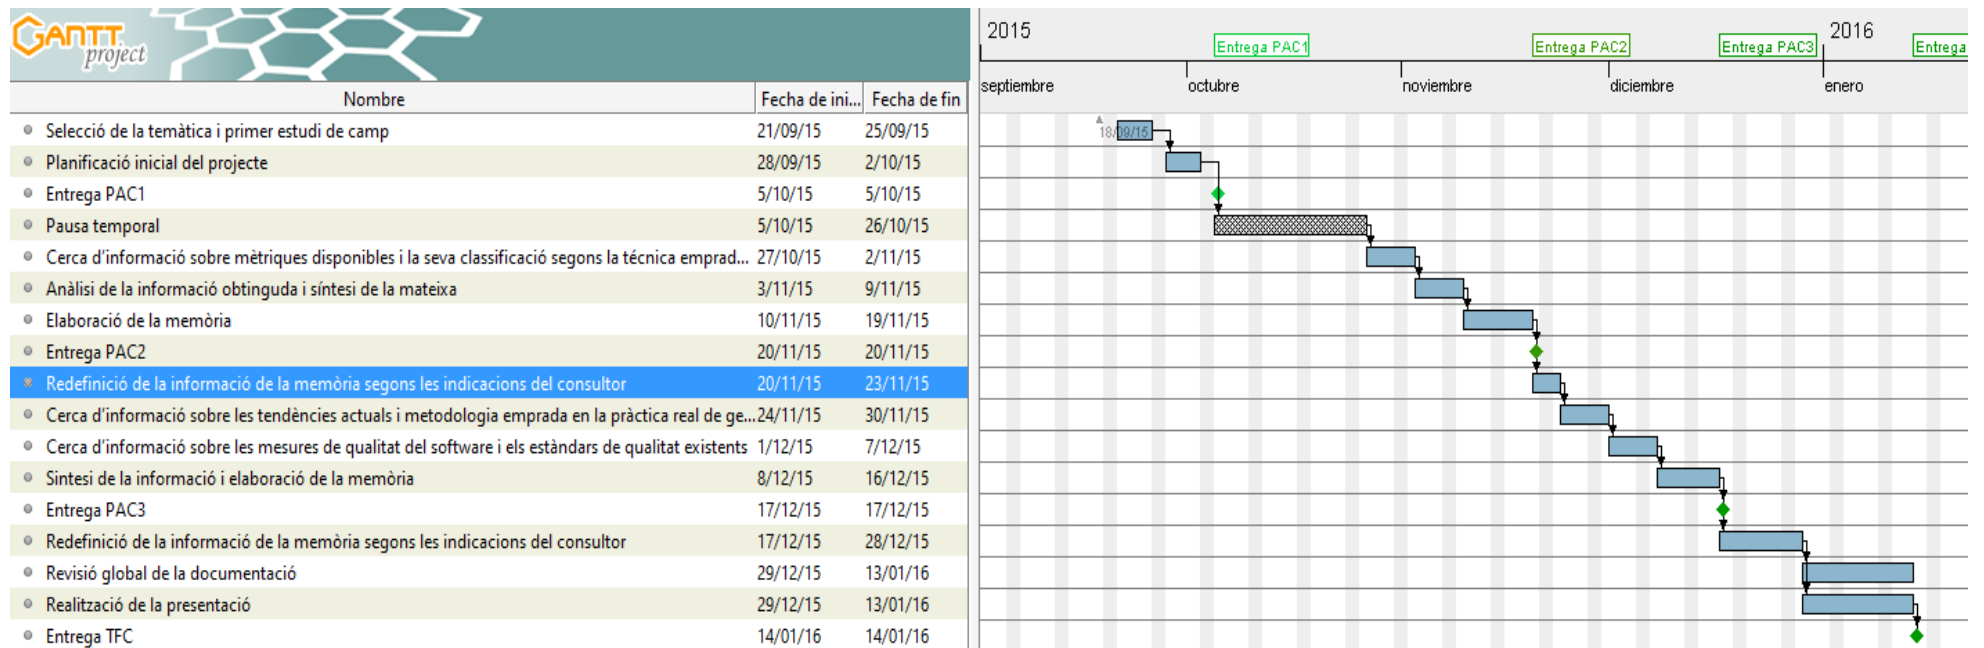 GANTT
project
2015
2016
Entrega PAC1
Entrega PAC2
Entrega PAC3
Entrega
septiembre
octubre
noviembre
diciembre
enero
Nombre Fecha de ini... Fecha de fin
Selecció de la temàtica i primer estudi de camp 21/09/15 25/09/15
18/09/15
Planificació inicial del projecte 28/09/15 2/10/15
Entrega PAC1 5/10/15 5/10/15
Pausa temporal 5/10/15 26/10/15
Cerca d'informació sobre mètriques disponibles i la seva classificació segons la técnica emprad... 27/10/15 2/11/15
Anàlisi de la informació obtinguda i síntesi de la mateixa 3/11/15 9/11/15
Elaboració de la memòria 10/11/15 19/11/15
Entrega PAC2 20/11/15 20/11/15
Redefinició de la informació de la memòria segons les indicacions del consultor 20/11/15 23/11/15
Cerca d'informació sobre les tendències actuals i metodologia emprada en la pràctica real de ge... 24/11/15 30/11/15
Cerca d'informació sobre les mesures de qualitat del software i els estàndars de qualitat existents 1/12/15 7/12/15
Sintesi de la informació i elaboració de la memòria 8/12/15 16/12/15
Entrega PAC3 17/12/15 17/12/15
Redefinició de la informació de la memòria segons les indicacions del consultor 17/12/15 28/12/15
Revisió global de la documentació 29/12/15 13/01/16
Realització de la presentació 29/12/15 13/01/16
Entrega TFC 14/01/16 14/01/16